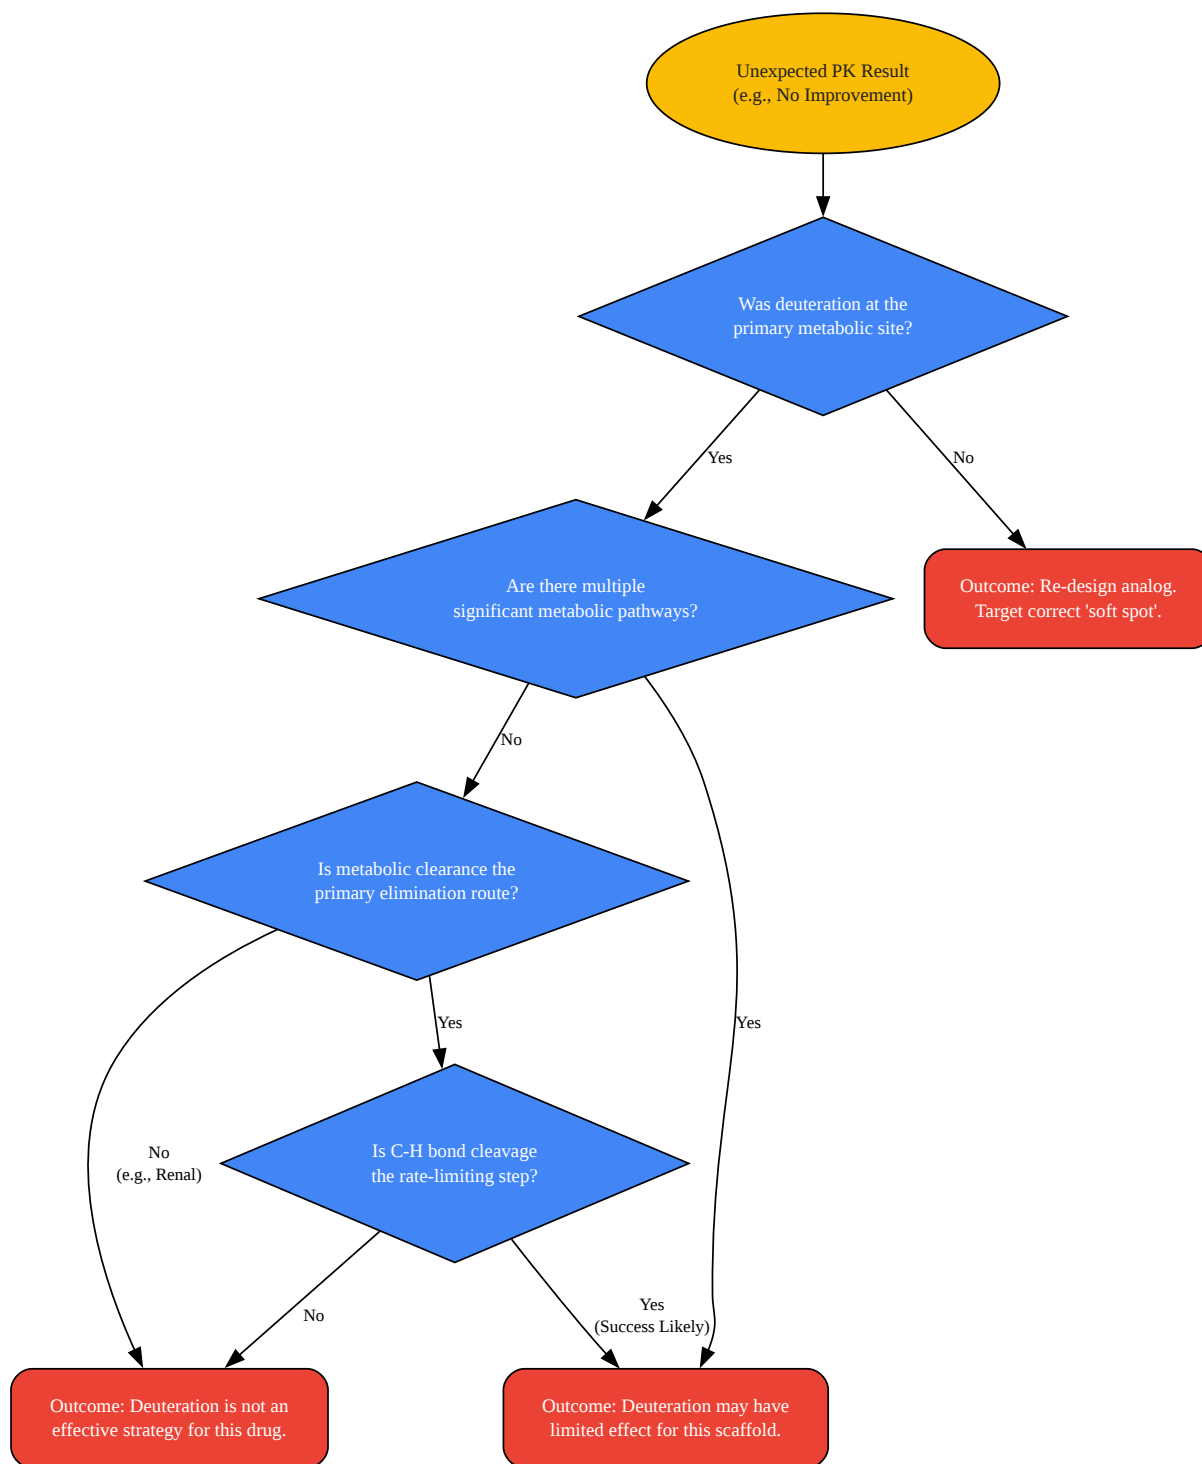 Unexpected PK Result
(e.g., No Improvement)
Was deuteration at the
primary metabolic site?
Yes
No
Are there multiple
significant metabolic pathways?
Outcome: Re-design analog.
Target correct 'soft spot'.
No
Is metabolic clearance the
primary elimination route?
Yes
Yes
No
(e.g., Renal)
Is C-H bond cleavage
the rate-limiting step?
No
Yes
(Success Likely)
Outcome: Deuteration is not an
effective strategy for this drug.
Outcome: Deuteration may have
limited effect for this scaffold.